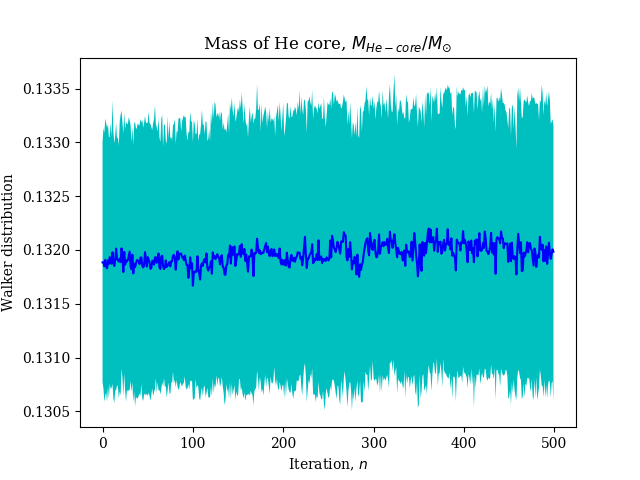 Mass of He core, $M_{He-core}/M_{\odot}$
Walker distribution
0.1335
0.1330
0.1325
0.1320
0.1315
0.1310
0.1305
0 100 200 300 400 500
Iteration, n